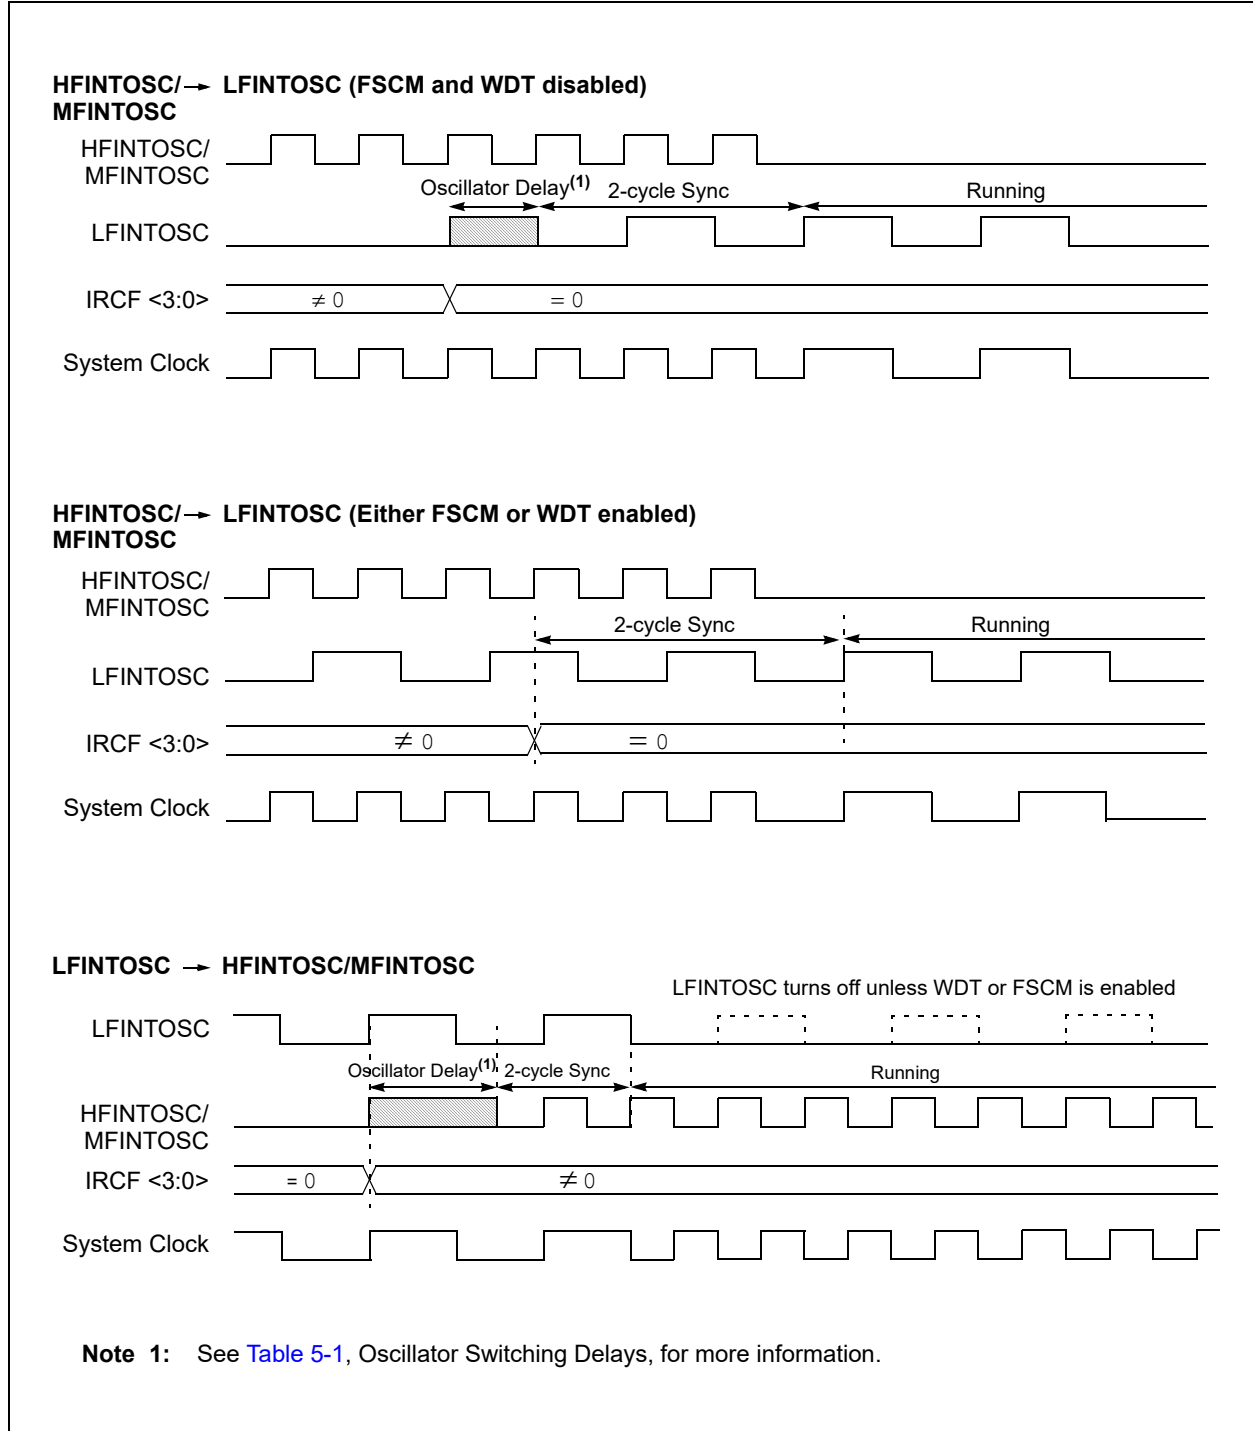 HFINTOSC/→ LFINTOSC (FSCM and WDT disabled)
MFINTOSC
HFINTOSC/
MFINTOSC
Oscillator Delay(1) 2-cycle Sync Running
LFINTOSC
IRCF <3:0> ≠ 0 = 0
System Clock
HFINTOSC/→ LFINTOSC (Either FSCM or WDT enabled)
MFINTOSC
HFINTOSC/
MFINTOSC
2-cycle Sync Running
LFINTOSC
IRCF <3:0> ≠ 0 = 0
System Clock
LFINTOSC → HFINTOSC/MFINTOSC
LFINTOSC turns off unless WDT or FSCM is enabled
LFINTOSC
Oscillator Delay(1) 2-cycle Sync Running
HFINTOSC/
MFINTOSC
IRCF <3:0> = 0 ≠ 0
System Clock
Note 1: See Table 5-1, Oscillator Switching Delays, for more information.